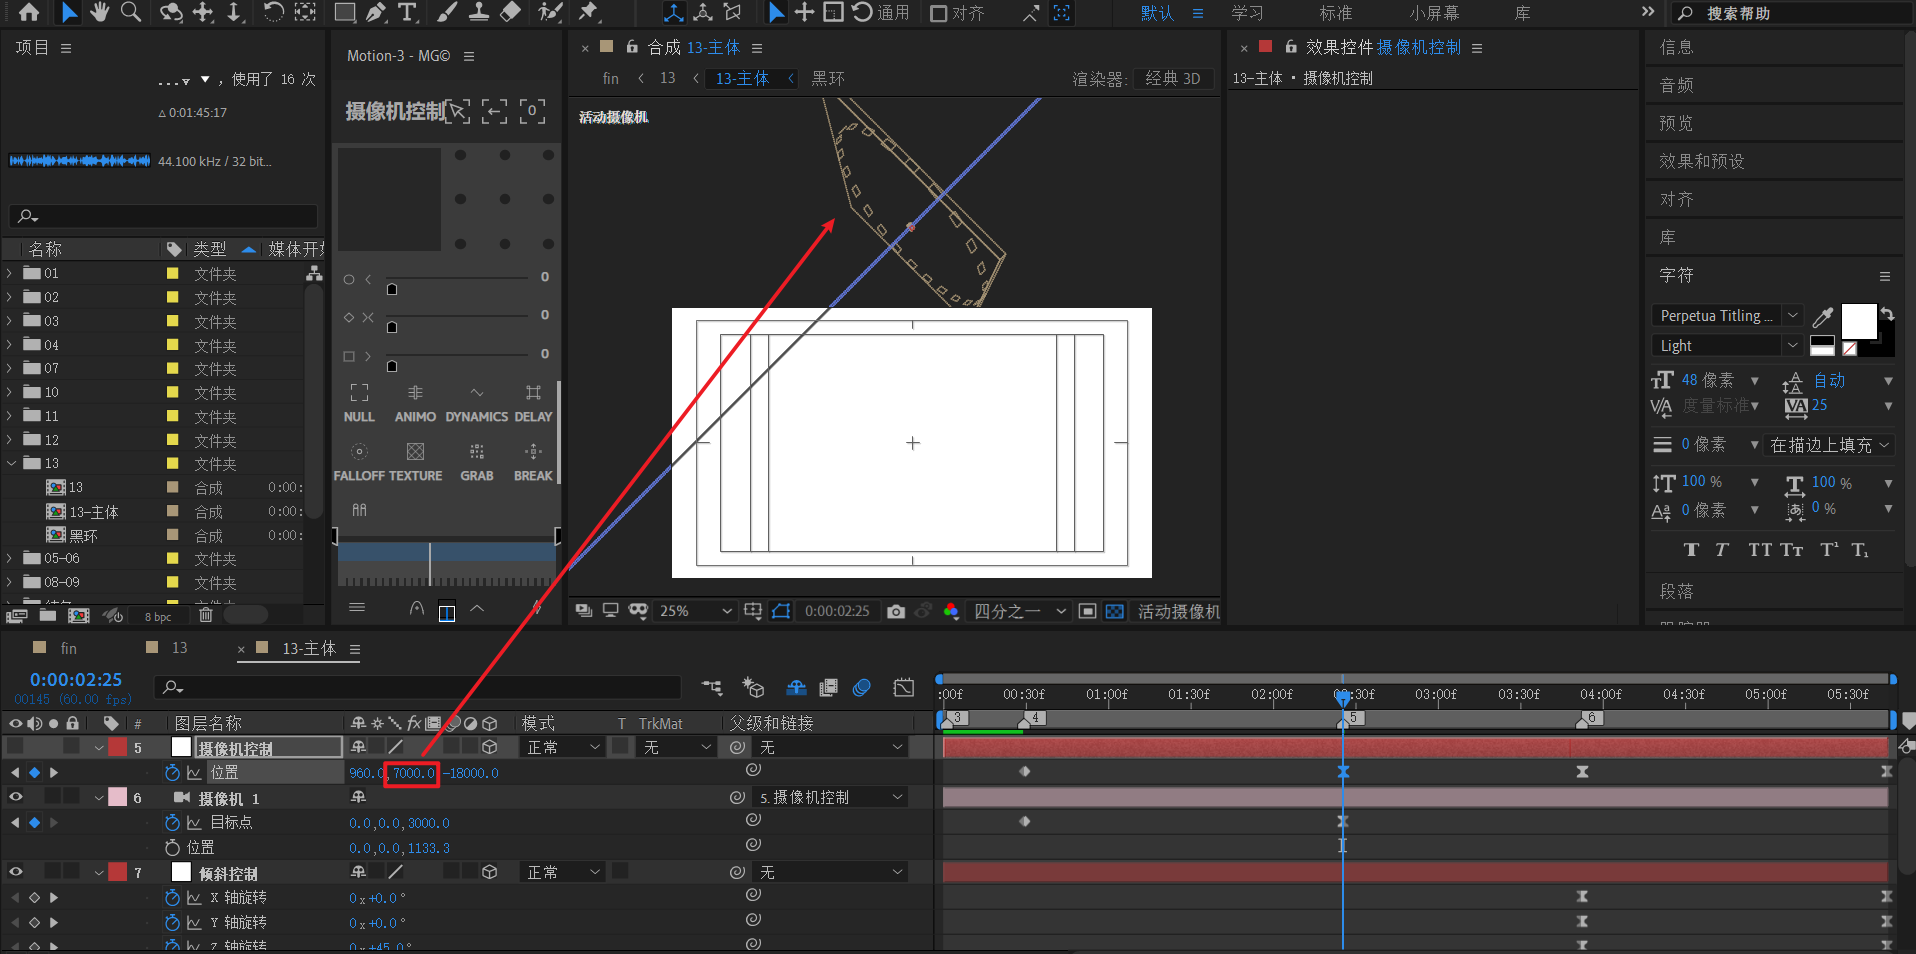 通用
对齐
默认
学习
标准
小屏幕
库
搜索帮助
项目
, 使用了 16 次
△ 0:01:45:17
44.100 kHz / 32 bit...
名称
类型
媒体开始
01 文件夹
02 文件夹
03 文件夹
04 文件夹
07 文件夹
10 文件夹
11 文件夹
12 文件夹
13 文件夹
13 合成 0:00:
13-主体 合成 0:00:
黑环 合成 0:00:
05-06 文件夹
08-09 文件夹
8 bpc
Motion-3 - MG©
摄像机控制
0
0
0
0
NULL ANIMO DYNAMICS DELAY
FALLOFF TEXTURE GRAB BREAK
合成 13-主体
fin ‹ 13 ‹ 13-主体 ‹ 黑环
渲染器: 经典 3D
活动摄像机
25%
0:00:02:25
四分之一
活动摄像机
效果控件 摄像机控制
13-主体 • 摄像机控制
信息
音频
预览
效果和预设
对齐
库
字符
Perpetua Titling ...
Light
48 像素
自动
度量标准
25
0 像素
在描边上填充
100 %
100 %
0 像素
0 %
T T TT Tт T¹ T₁
段落
fin
13
13-主体
0:00:02:25
00145 (60.00 fps)
# 图层名称 fx 模式 T TrkMat 父级和链接
:00f 00:30f 01:00f 01:30f 02:00f 02:30f 03:00f 03:30f 04:00f 04:30f 05:00f 05:30f
3 4 5 6
5 摄像机控制 正常 无 无
位置 960.0,7000.0,-18000.0
6 摄像机 1 5. 摄像机控制
目标点 0.0,0.0,3000.0
位置 0.0,0.0,1133.3
7 倾斜控制 正常 无
X 轴旋转 0x+0.0°
Y 轴旋转 0x+0.0°
Z 轴旋转 0x+45.0°